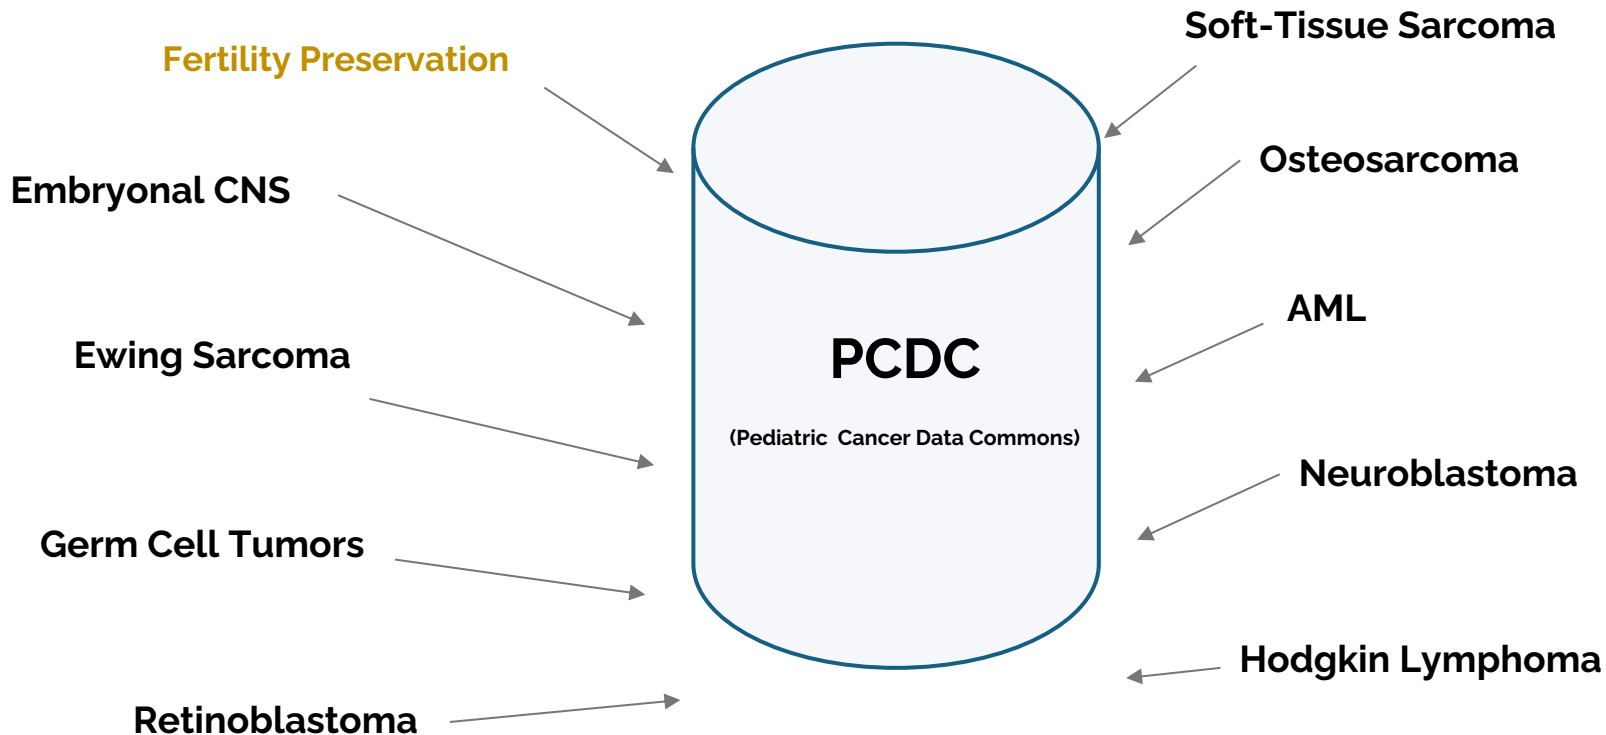 Fertility Preservation
Embryonal CNS
Ewing Sarcoma
Germ Cell Tumors
Retinoblastoma
PCDC
(Pediatric  Cancer Data Commons)
Soft-Tissue Sarcoma
Osteosarcoma
AML
Neuroblastoma
Hodgkin Lymphoma